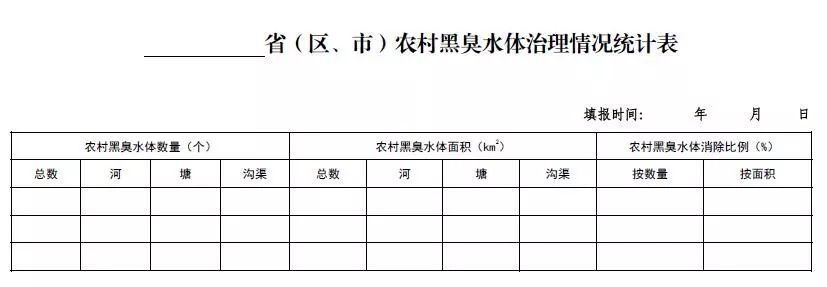 省（区、市）农村黑臭水体治理情况统计表
填报时间： 年 月 日
农村黑臭水体数量（个） 农村黑臭水体面积（km²） 农村黑臭水体消除比例（%）
总数 河 塘 沟渠 总数 河 塘 沟渠 按数量 按面积